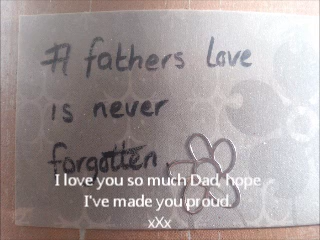 A fathers love
is never
forgotten.
I love you so much Dad, hope
I've made you proud.
xXx